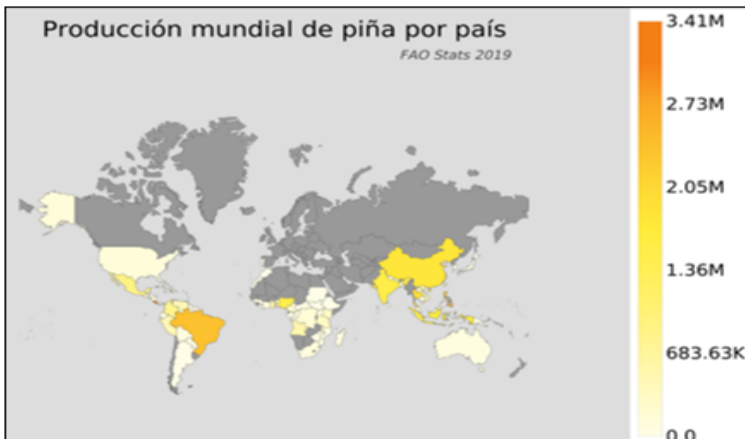 Producción mundial de piña por país
FAO Stats 2019
3.41M
2.73M
2.05M
1.36M
683.63K
0.0